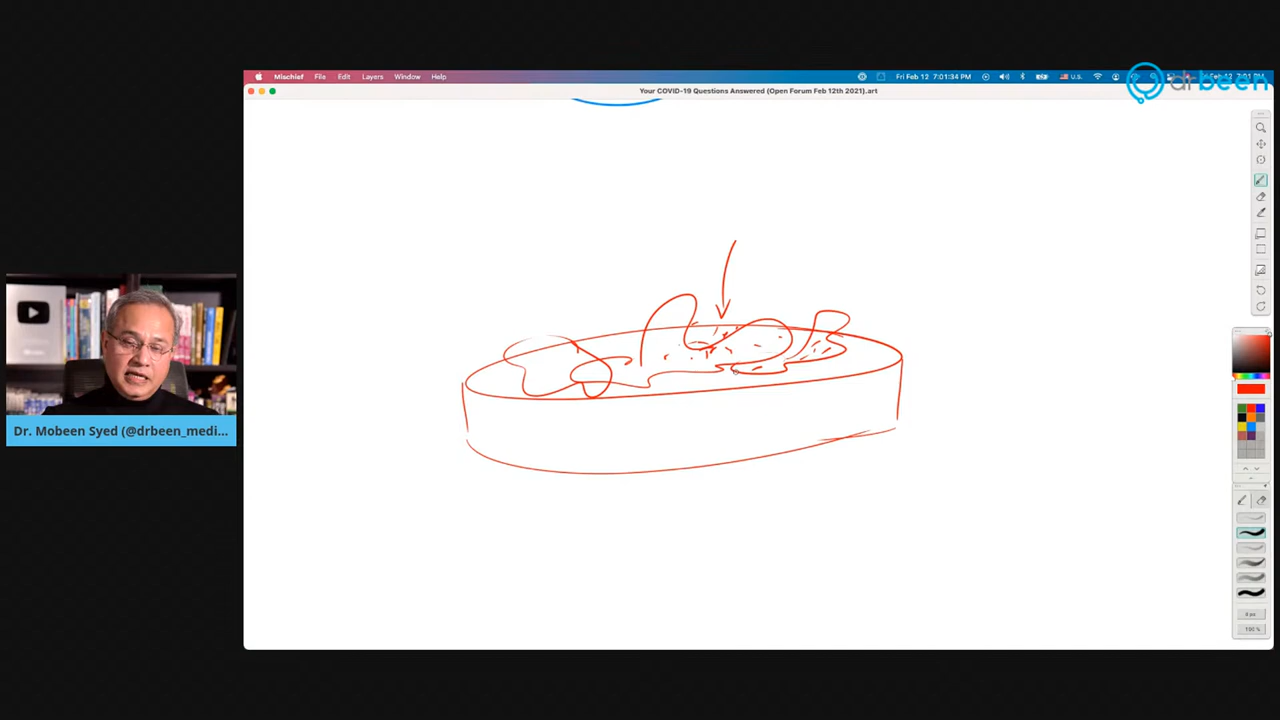 Mischief File Edit Layers Window Help
Fri Feb 12 7:01:34 PM
U.S.
drbeen
Your COVID-19 Questions Answered (Open Forum Feb 12th 2021).art
Dr. Mobeen Syed (@drbeen_medi...
100 %